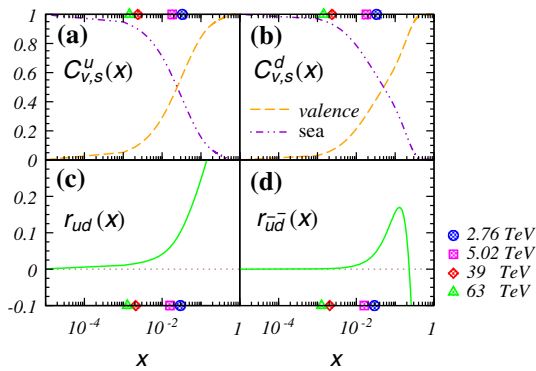 1 (a) (b)
0.8 C^u_{v,s}(x) C^d_{v,s}(x)
0.6
0.4 valence
0.2 sea
0
(c) (d)
0.2 r_{ud}(x) r_{ūd̄}(x)
0.1
0
-0.1
10^{-4} 10^{-2} 1 10^{-4} 10^{-2} 1
x x
2.76 TeV
5.02 TeV
39 TeV
63 TeV